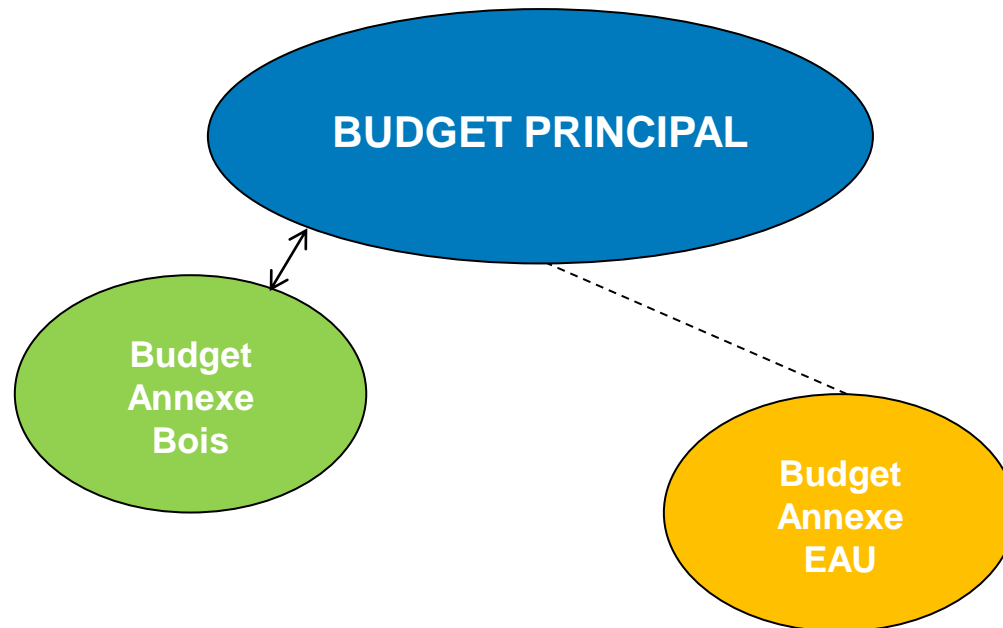 BUDGET PRINCIPAL
Budget
Annexe
Bois
Budget
Annexe
EAU